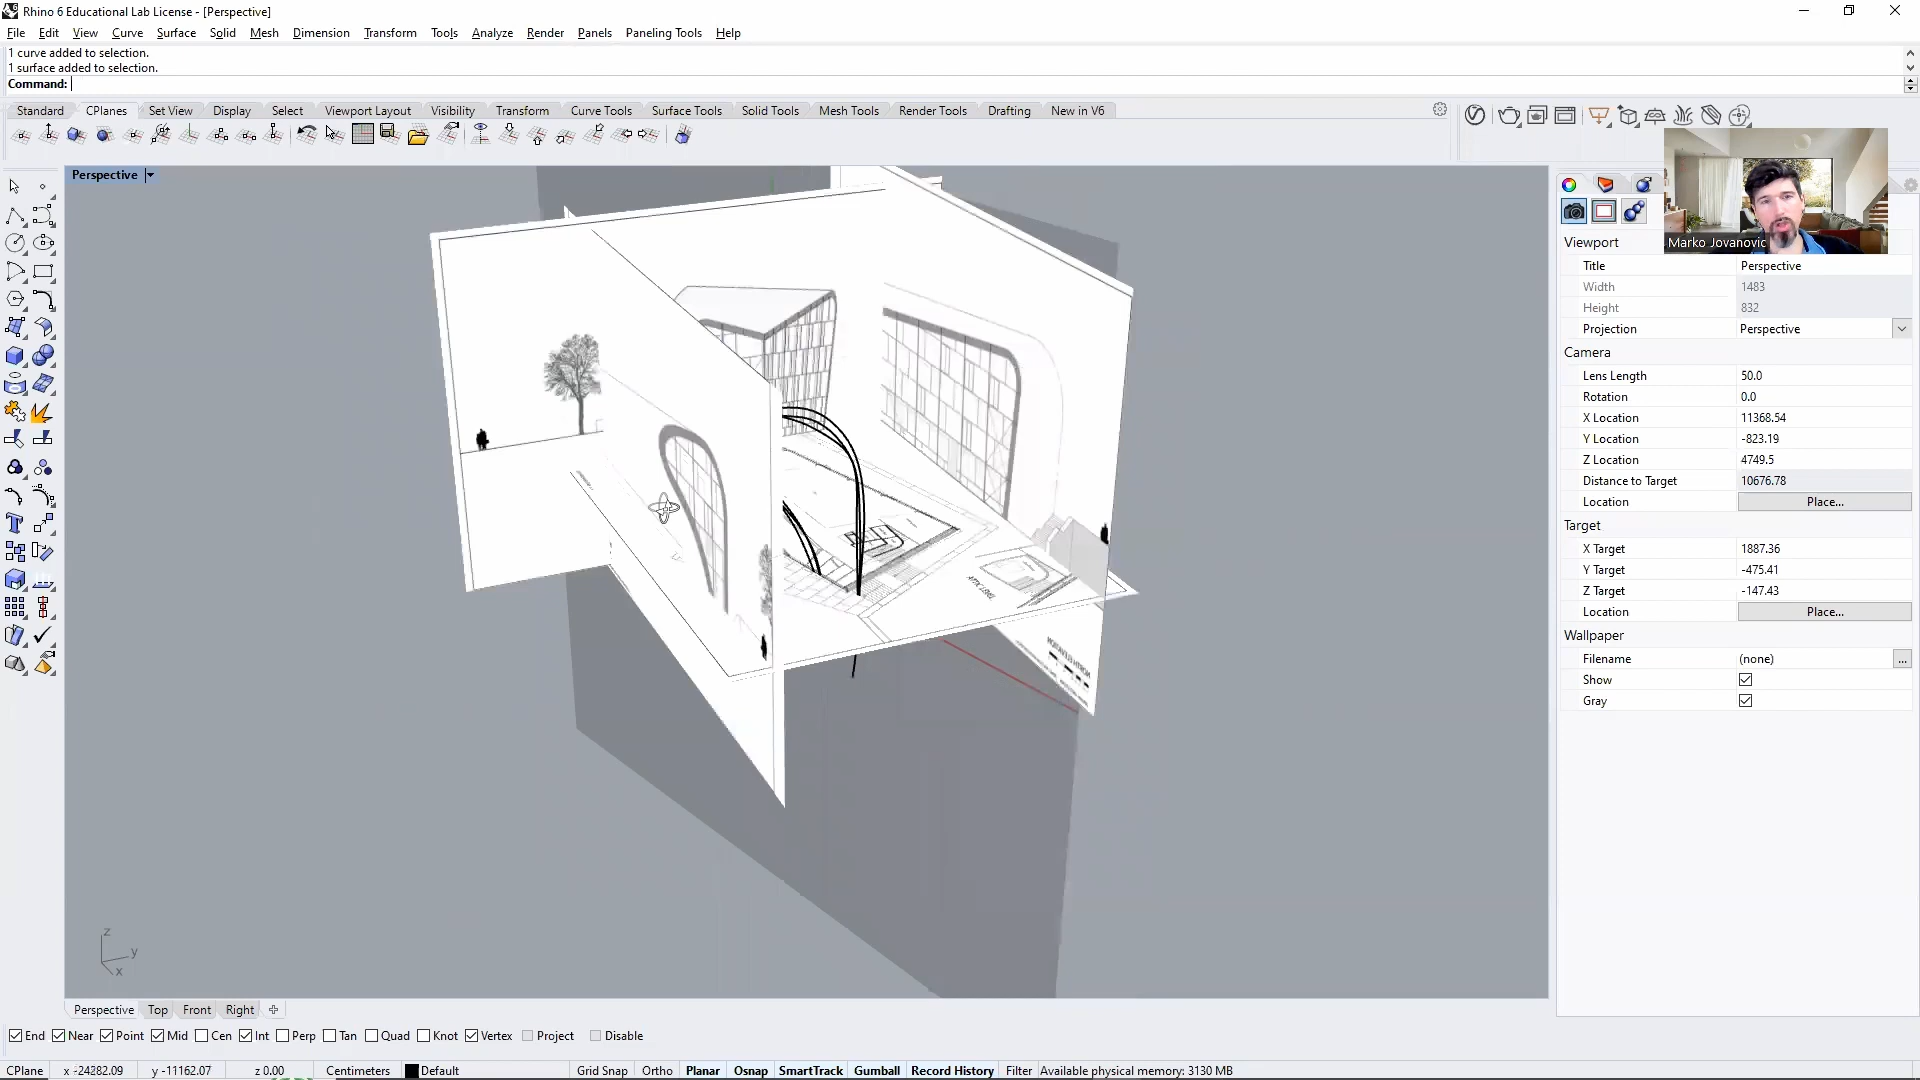 Rhino 6 Educational Lab License - [Perspective]
File Edit View Curve Surface Solid Mesh Dimension Transform Tools Analyze Render Panels Paneling Tools Help
1 curve added to selection.
1 surface added to selection.
Command:
Standard CPlanes Set View Display Select Viewport Layout Visibility Transform Curve Tools Surface Tools Solid Tools Mesh Tools Render Tools Drafting New in V6
Perspective
Marko Jovanovic
Viewport
Title Perspective
Width 1483
Height 832
Projection Perspective
Camera
Lens Length 50.0
Rotation 0.0
X Location 11368.54
Y Location -823.19
Z Location 4749.5
Distance to Target 10676.78
Location Place...
Target
X Target 1887.36
Y Target -475.41
Z Target -147.43
Location Place...
Wallpaper
Filename (none) ...
Show
Gray
ATTIC LEVEL
NORTH ELEVATION
z
y
x
Perspective Top Front Right
End Near Point Mid Cen Int Perp Tan Quad Knot Vertex Project Disable
CPlane x -24282.09 y -11162.07 z 0.00 Centimeters Default Grid Snap Ortho Planar Osnap SmartTrack Gumball Record History Filter Available physical memory: 3130 MB